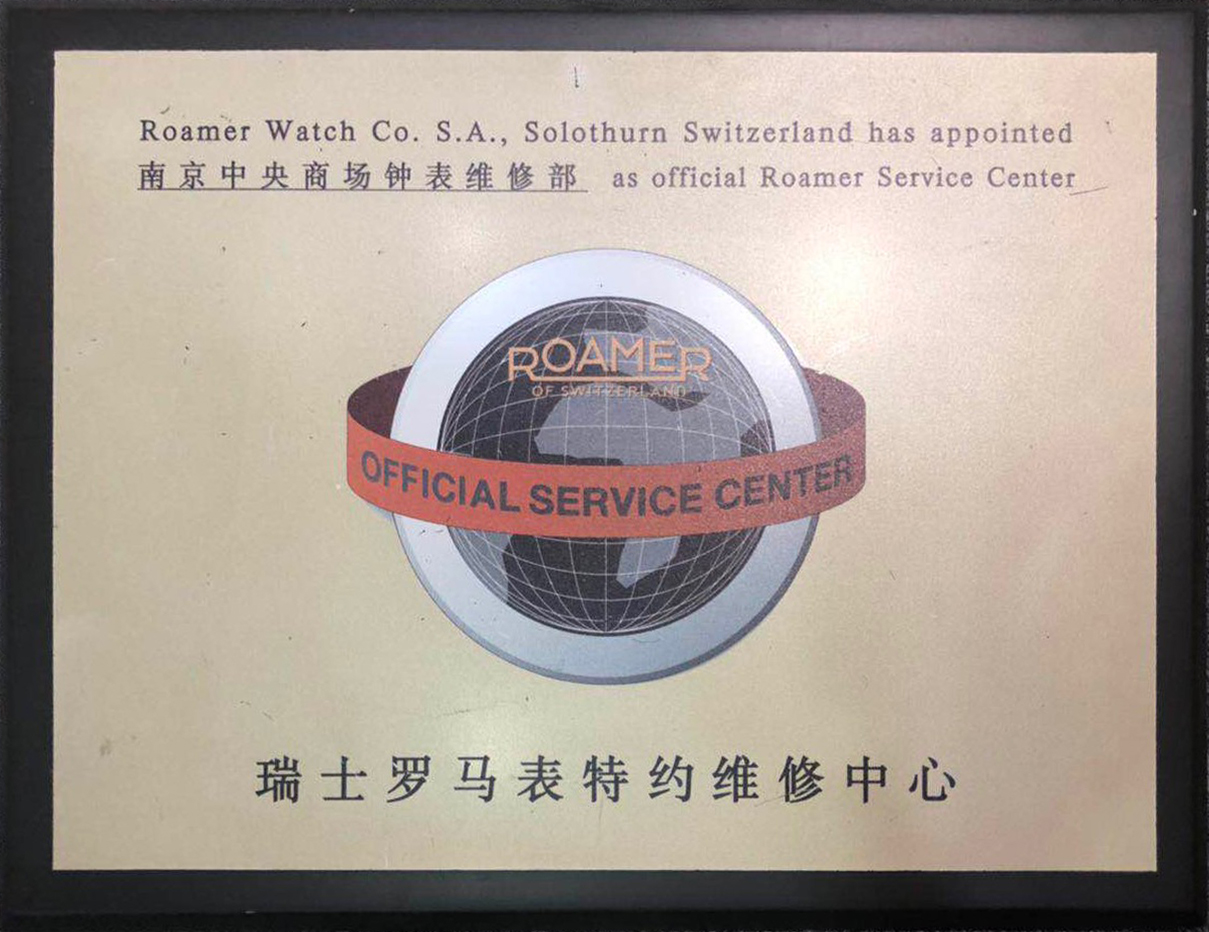 Roamer Watch Co. S.A., Solothurn Switzerland has appointed
南京中央商场钟表维修部 as official Roamer Service Center
ROAMER
OF SWITZERLAND
OFFICIAL SERVICE CENTER
瑞士罗马表特约维修中心